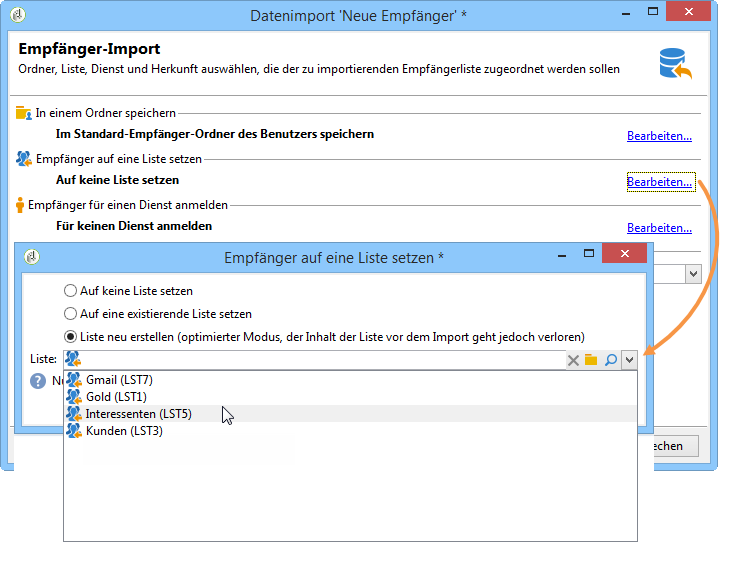 Datenimport 'Neue Empfänger' *
Empfänger-Import
Ordner, Liste, Dienst und Herkunft auswählen, die der zu importierenden Empfängerliste zugeordnet werden sollen
In einem Ordner speichern
Im Standard-Empfänger-Ordner des Benutzers speichern Bearbeiten...
Empfänger auf eine Liste setzen
Auf keine Liste setzen Bearbeiten...
Empfänger für einen Dienst anmelden
Für keinen Dienst anmelden Bearbeiten...
Empfänger auf eine Liste setzen *
Auf keine Liste setzen
Auf eine existierende Liste setzen
Liste neu erstellen (optimierter Modus, der Inhalt der Liste vor dem Import geht jedoch verloren)
Liste:
Gmail (LST7)
Gold (LST1)
Interessenten (LST5)
Kunden (LST3)